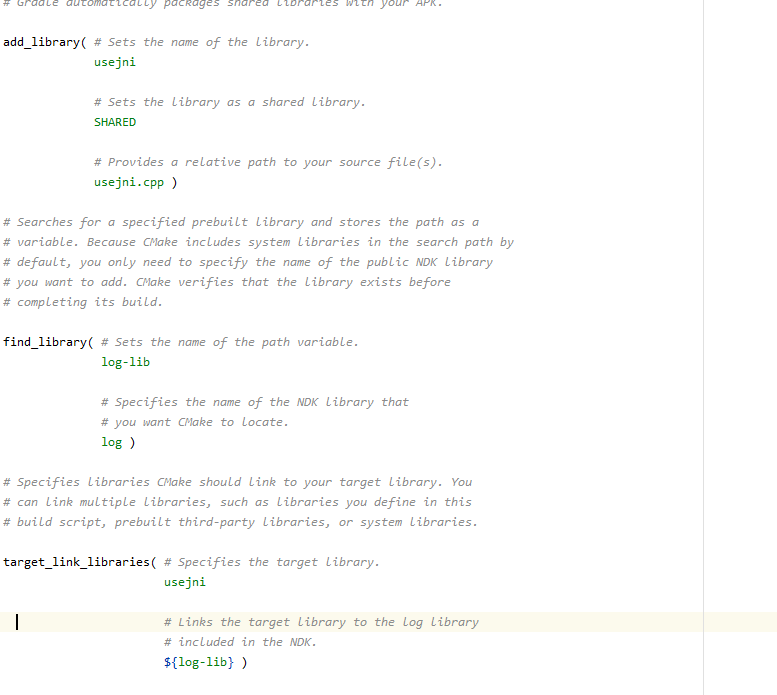 # Gradle automatically packages shared libraries with your APK.
add_library( # Sets the name of the library.
usejni
# Sets the library as a shared library.
SHARED
# Provides a relative path to your source file(s).
usejni.cpp )
# Searches for a specified prebuilt library and stores the path as a
# variable. Because CMake includes system libraries in the search path by
# default, you only need to specify the name of the public NDK library
# you want to add. CMake verifies that the library exists before
# completing its build.
find_library( # Sets the name of the path variable.
log-lib
# Specifies the name of the NDK library that
# you want CMake to locate.
log )
# Specifies libraries CMake should link to your target library. You
# can link multiple libraries, such as libraries you define in this
# build script, prebuilt third-party libraries, or system libraries.
target_link_libraries( # Specifies the target library.
usejni
# Links the target library to the log library
# included in the NDK.
${log-lib} )